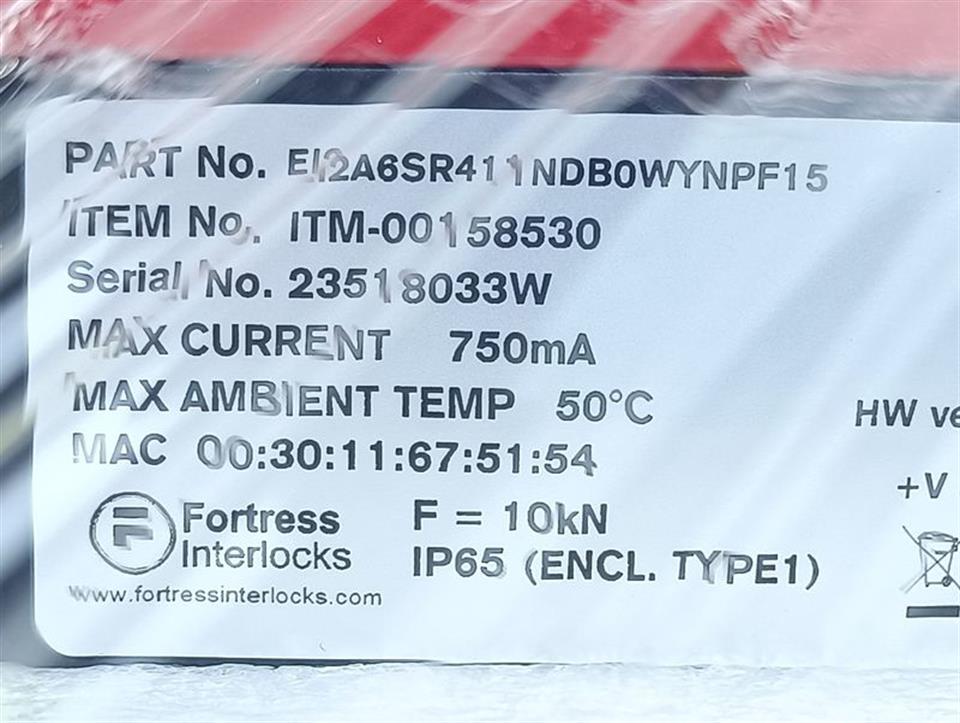 PART No. EI2A6SR411NDB0WYNPF15
ITEM No. ITM-00158530
Serial No. 23518033W
MAX CURRENT 750mA
MAX AMBIENT TEMP 50°C
HW ve
MAC 00:30:11:67:51:54
+V
F Fortress
Interlocks
F = 10kN
IP65 (ENCL. TYPE1)
www.fortressinterlocks.com